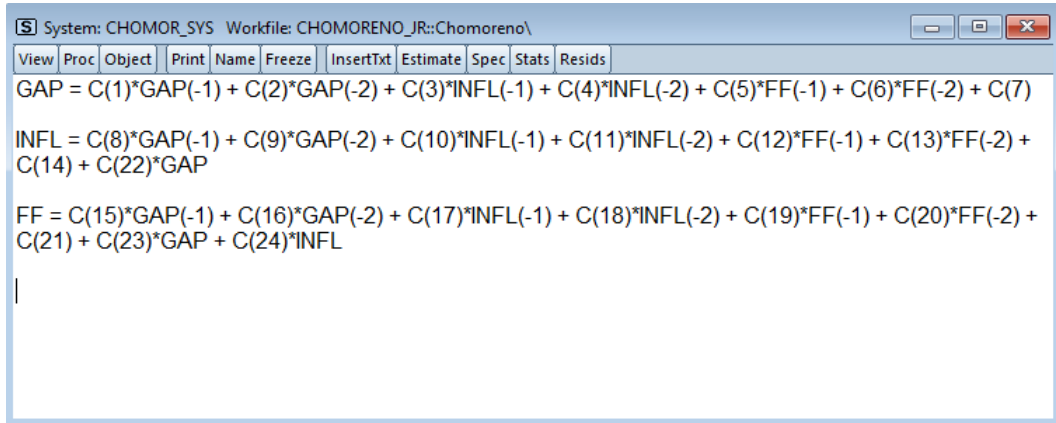 S System: CHOMOR_SYS Workfile: CHOMORENO_JR::Chomoreno\
View Proc Object Print Name Freeze InsertTxt Estimate Spec Stats Resids
GAP = C(1)*GAP(-1) + C(2)*GAP(-2) + C(3)*INFL(-1) + C(4)*INFL(-2) + C(5)*FF(-1) + C(6)*FF(-2) + C(7)
INFL = C(8)*GAP(-1) + C(9)*GAP(-2) + C(10)*INFL(-1) + C(11)*INFL(-2) + C(12)*FF(-1) + C(13)*FF(-2) +
C(14) + C(22)*GAP
FF = C(15)*GAP(-1) + C(16)*GAP(-2) + C(17)*INFL(-1) + C(18)*INFL(-2) + C(19)*FF(-1) + C(20)*FF(-2) +
C(21) + C(23)*GAP + C(24)*INFL